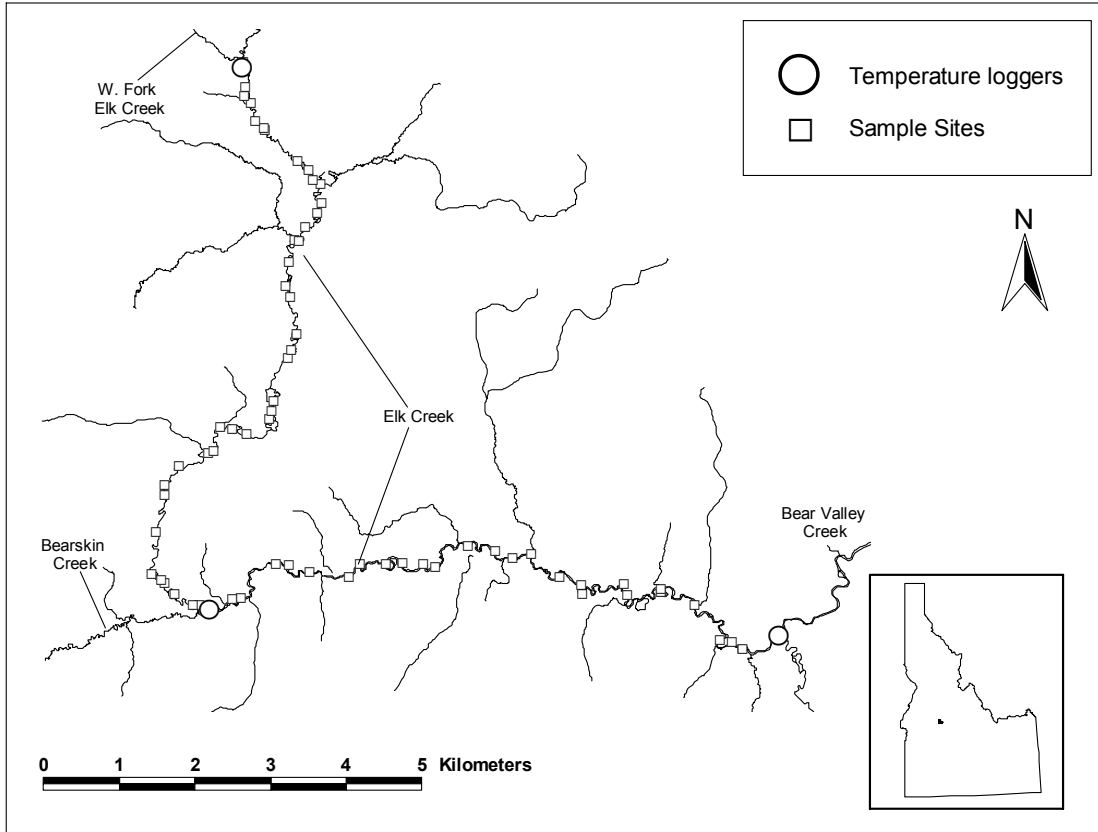 W. Fork
Elk Creek
Temperature loggers
Sample Sites
N
Elk Creek
Bear Valley
Creek
Bearskin
Creek
0 1 2 3 4 5 Kilometers